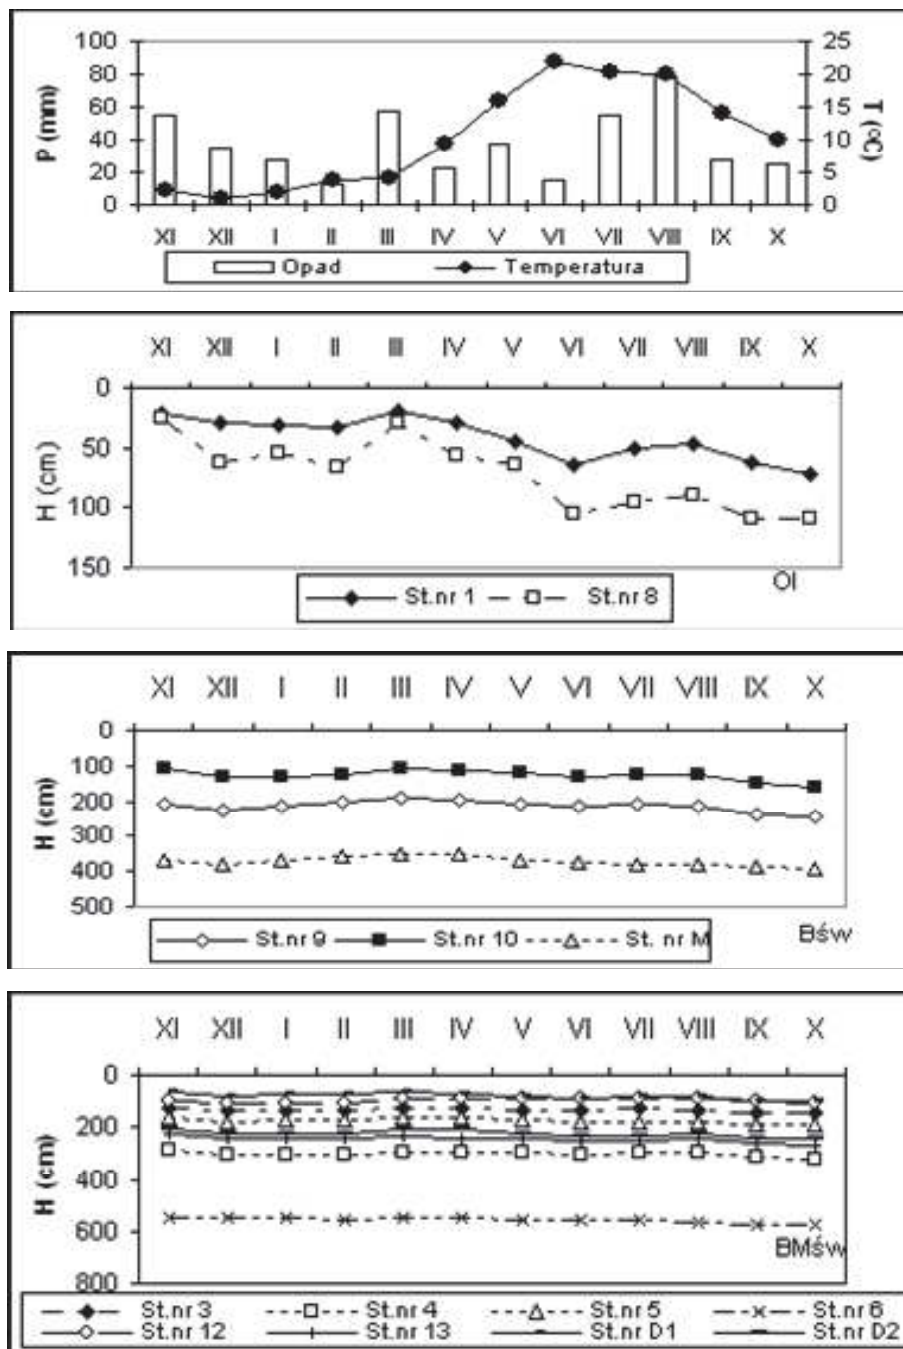 100 25
80 20
60 15
40 10
20 5
0 0
P (mm)
T (oC)
XI XII I II III IV V VI VII VIII IX X
Opad Temperatura
XI XII I II III IV V VI VII VIII IX X
0
50
100
150
H (cm)
Ol
St.nr 1 St.nr 8
XI XII I II III IV V VI VII VIII IX X
0
100
200
300
400
500
H (cm)
Bśw
St.nr 9 St.nr 10 St. nr M
XI XII I II III IV V VI VII VIII IX X
0
200
400
600
800
H (cm)
BMśw
St.nr 3 St.nr 4 St.nr 5 St.nr 6
St.nr 12 St.nr 13 St.nr D1 St.nr D2